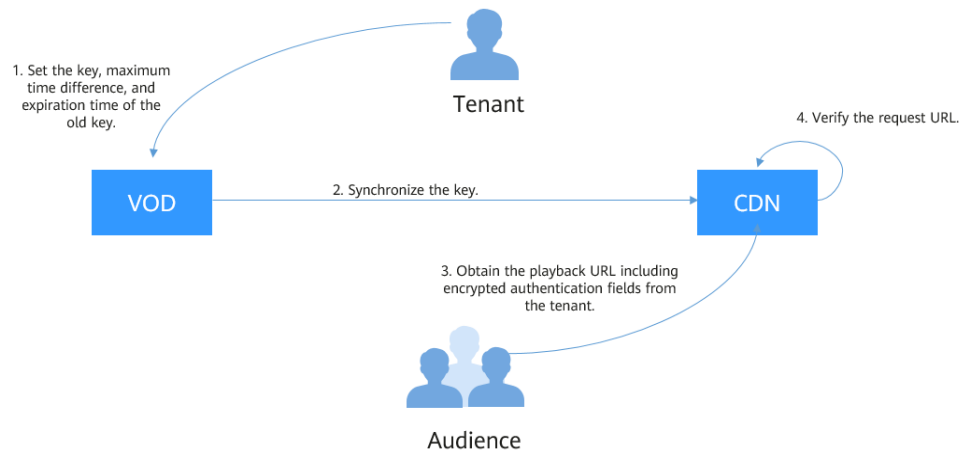 1. Set the key, maximum
time difference, and
expiration time of the
old key.
Tenant
4. Verify the request URL.
VOD
2. Synchronize the key.
CDN
3. Obtain the playback URL including
encrypted authentication fields from
the tenant.
Audience